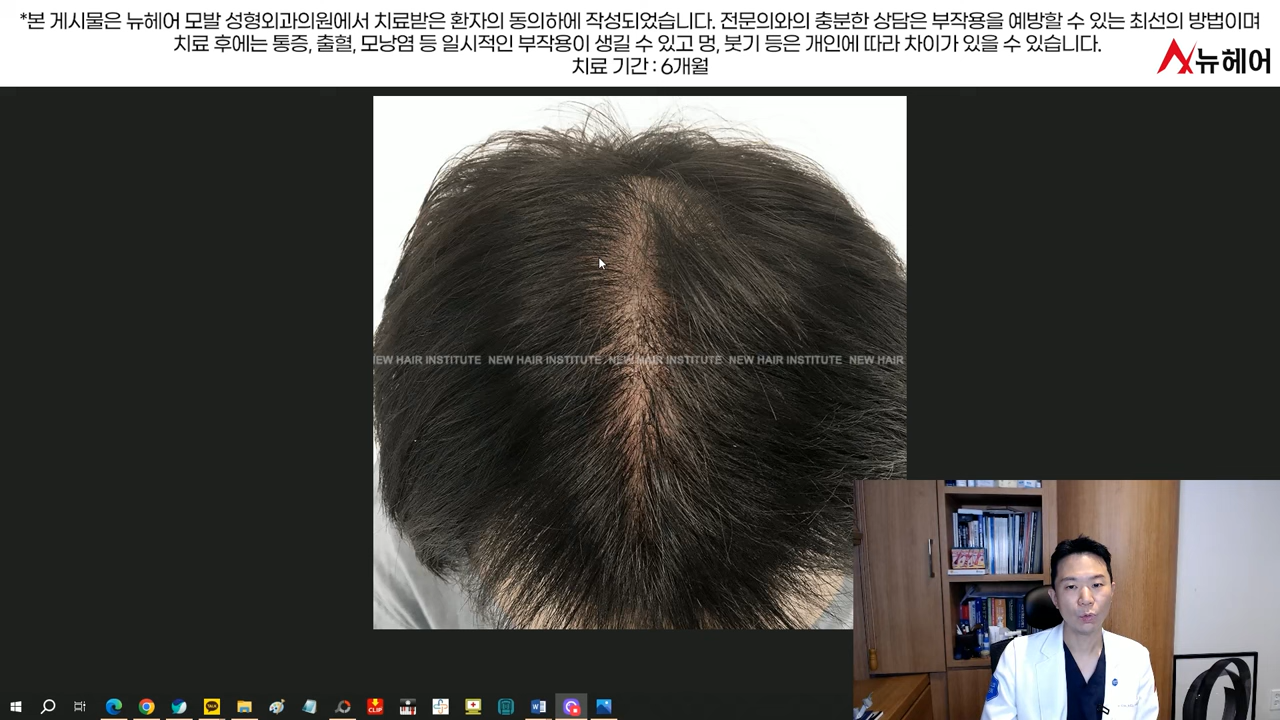 *본 게시물은 뉴헤어 모발 성형외과의원에서 치료받은 환자의 동의하에 작성되었습니다. 전문의와의 충분한 상담은 부작용을 예방할 수 있는 최선의 방법이며
치료 후에는 통증, 출혈, 모낭염 등 일시적인 부작용이 생길 수 있고 멍, 붓기 등은 개인에 따라 차이가 있을 수 있습니다.
치료 기간 : 6개월
뉴헤어
EW HAIR INSTITUTE NEW HAIR INSTITUTE NEW HAIR INSTITUTE NEW HAIR INSTITUTE NEW HAIR
CLIP